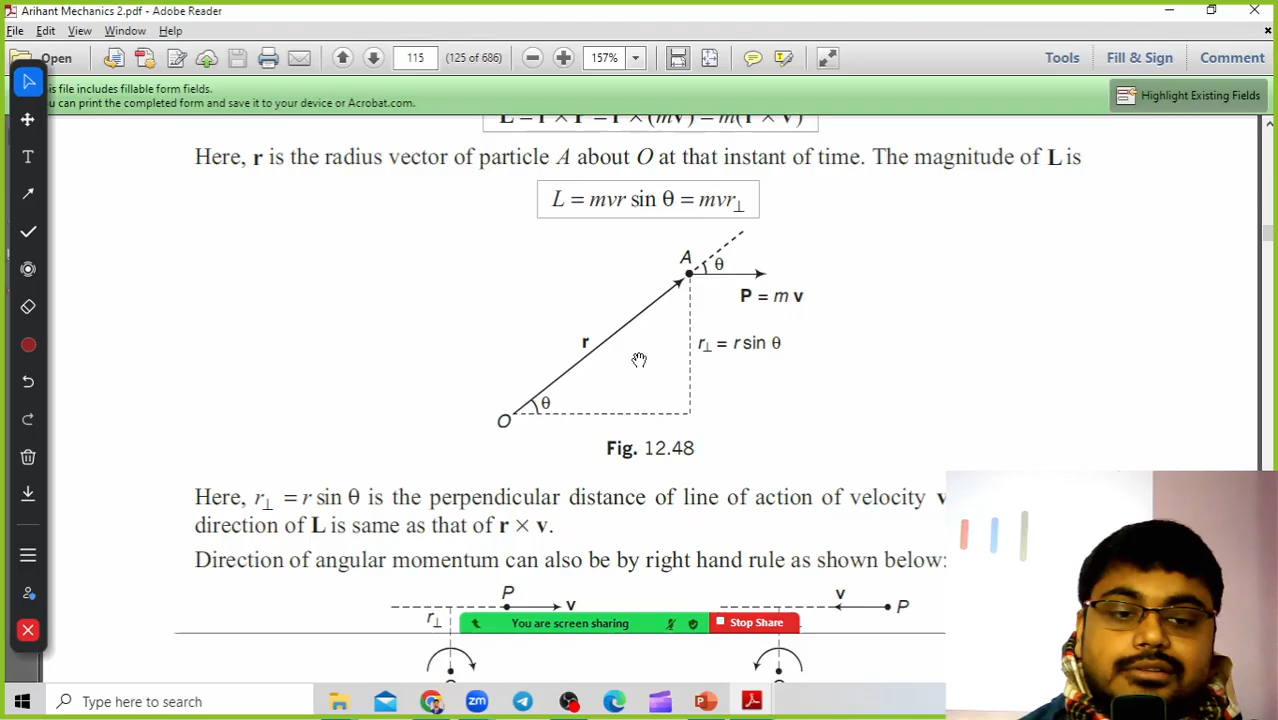 Arihant Mechanics 2.pdf - Adobe Reader
File Edit View Window Help
Open 115 (125 of 686) 157% Tools Fill & Sign Comment
is file includes fillable form fields.
u can print the completed form and save it to your device or Acrobat.com.
Highlight Existing Fields
L = r × P = r × (mv) = m(r × v)
Here, r is the radius vector of particle A about O at that instant of time. The magnitude of L is
L = mvr sin θ = mvr⊥
A
θ
P = m v
r
r⊥ = r sin θ
θ
O
Fig. 12.48
Here, r⊥ = r sin θ is the perpendicular distance of line of action of velocity v
direction of L is same as that of r × v.
Direction of angular momentum can also be by right hand rule as shown below:
P v
v P
r⊥
You are screen sharing Stop Share
Type here to search
zm